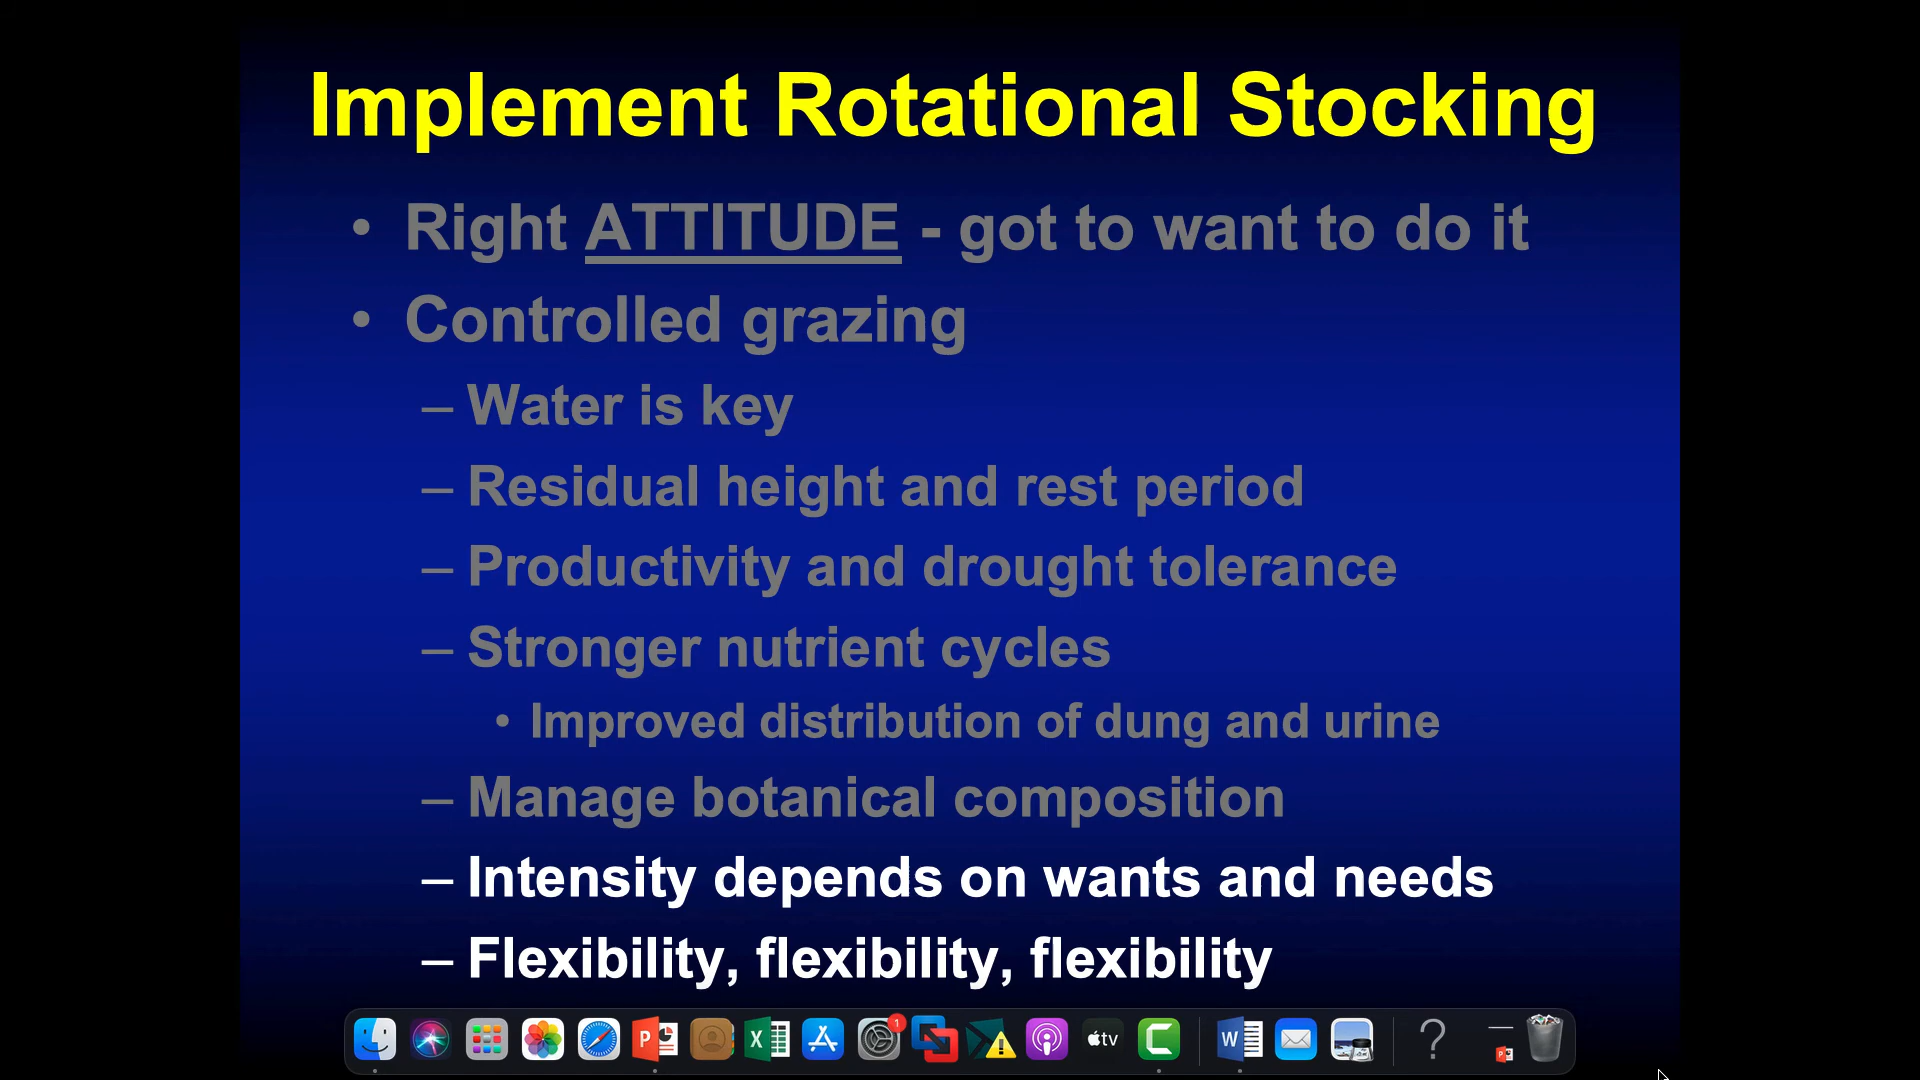 Implement Rotational Stocking
• Right ATTITUDE - got to want to do it
• Controlled grazing
– Water is key
– Residual height and rest period
– Productivity and drought tolerance
– Stronger nutrient cycles
• Improved distribution of dung and urine
– Manage botanical composition
– Intensity depends on wants and needs
– Flexibility, flexibility, flexibility
1
tv